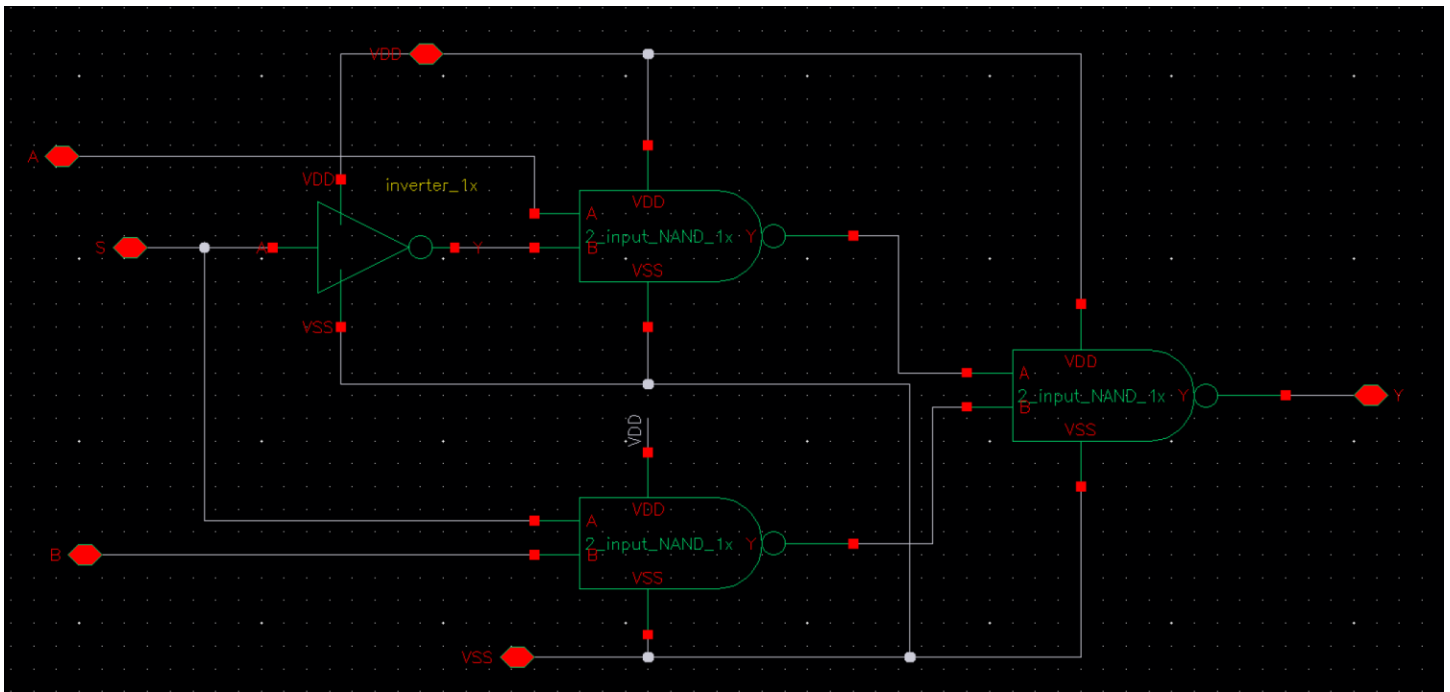 VDD
A
VDD
inverter_1x
VDD
A
S
A
Y
2_input_NAND_1x
Y
B
VSS
VSS
VDD
A
2_input_NAND_1x
Y
Y
B
VDD
VSS
VDD
A
2_input_NAND_1x
Y
B
B
VSS
VSS